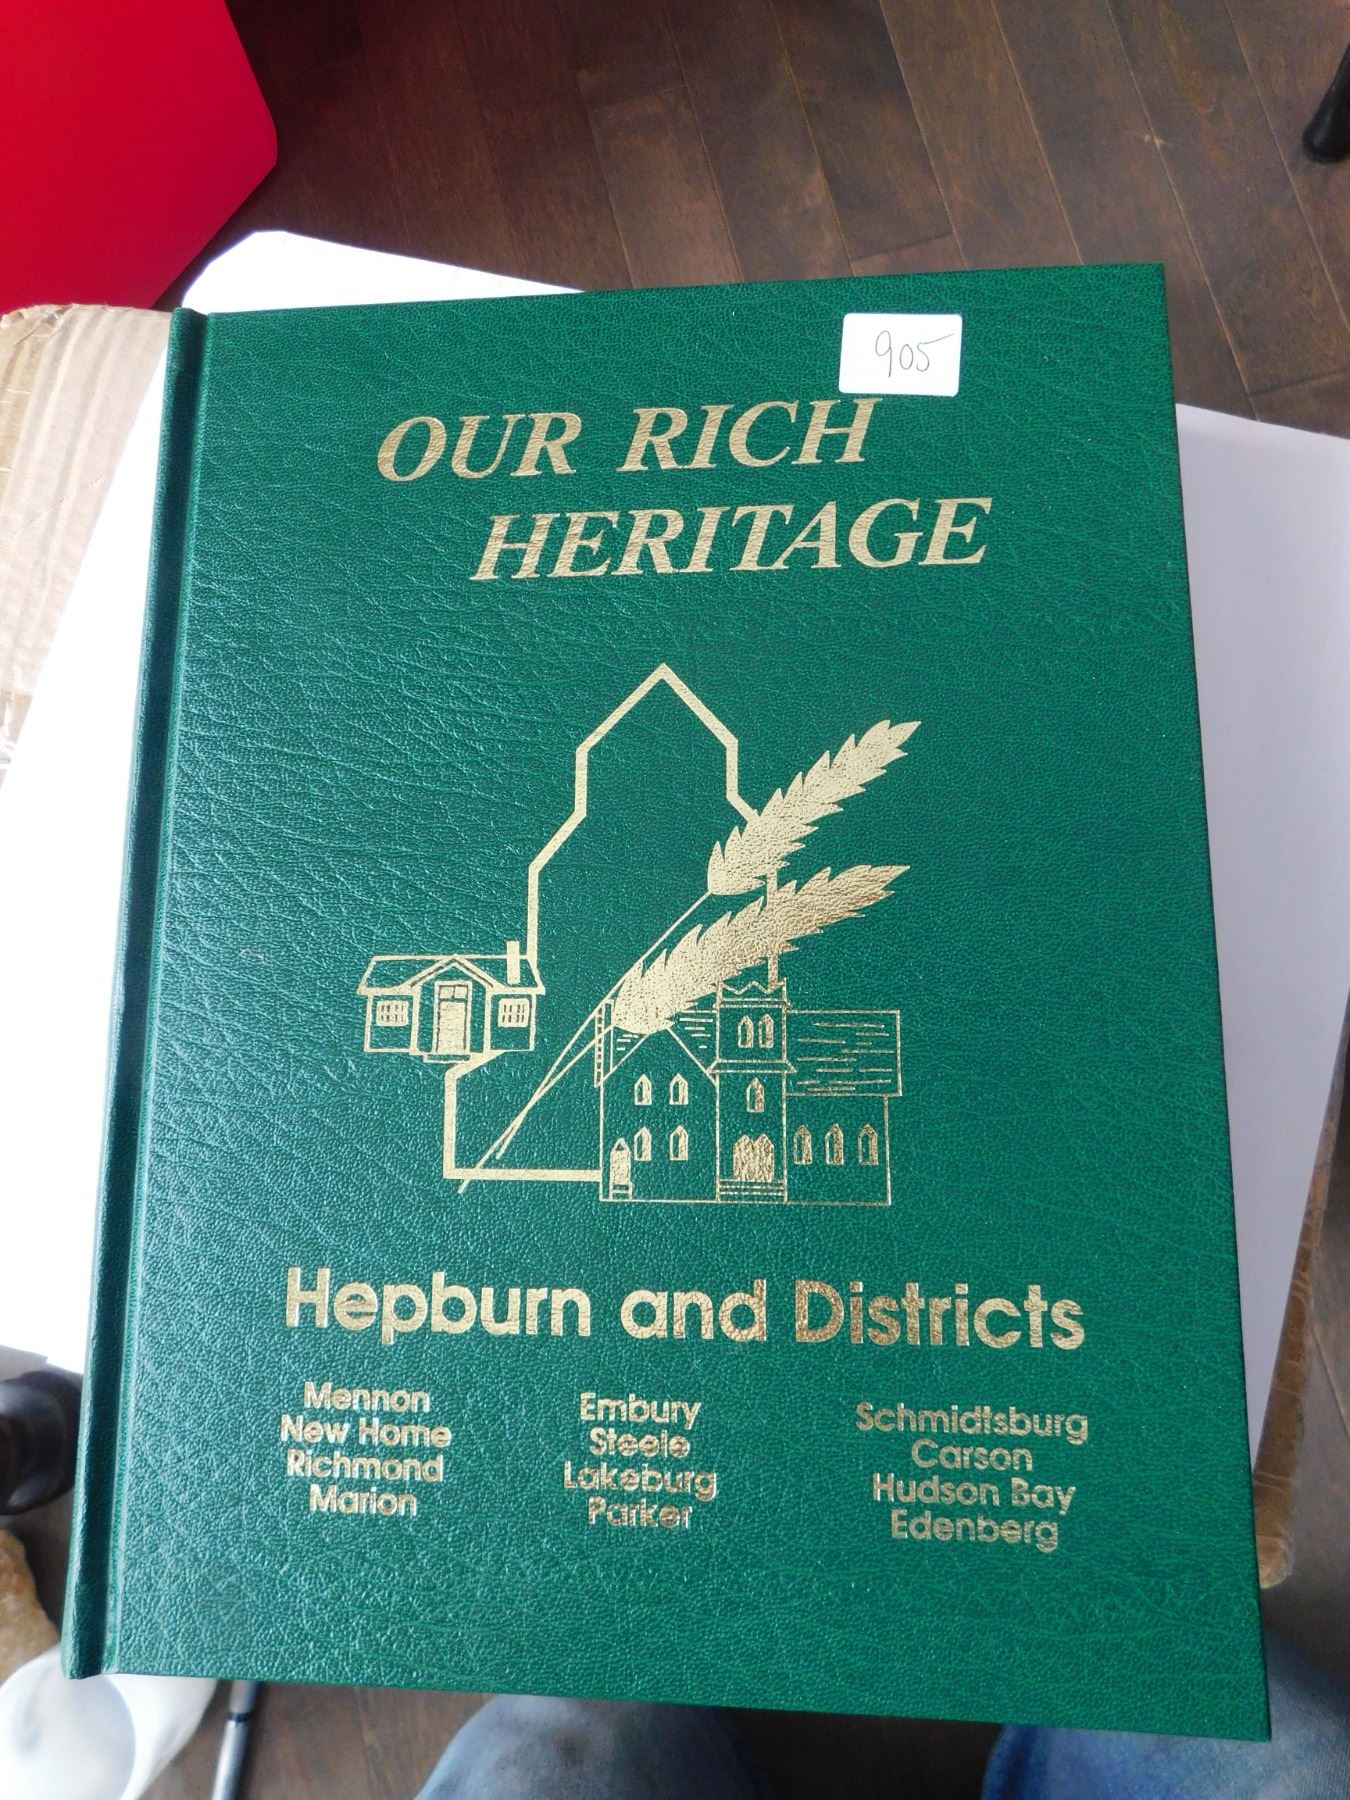 905
OUR RICH
HERITAGE
Hepburn and Districts
Mennon
New Home
Richmond
Marion
Embury
Steele
Lakeburg
Parker
Schmidtsburg
Carson
Hudson Bay
Edenberg